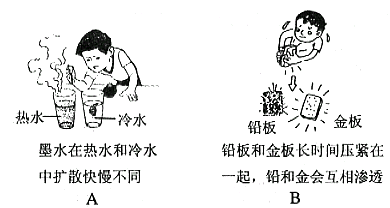 热水
冷水
墨水在热水和冷水
中扩散快慢不同
A
铅板
金板
铅板和金板长时间压紧在
一起，铅和金会互相渗透
B